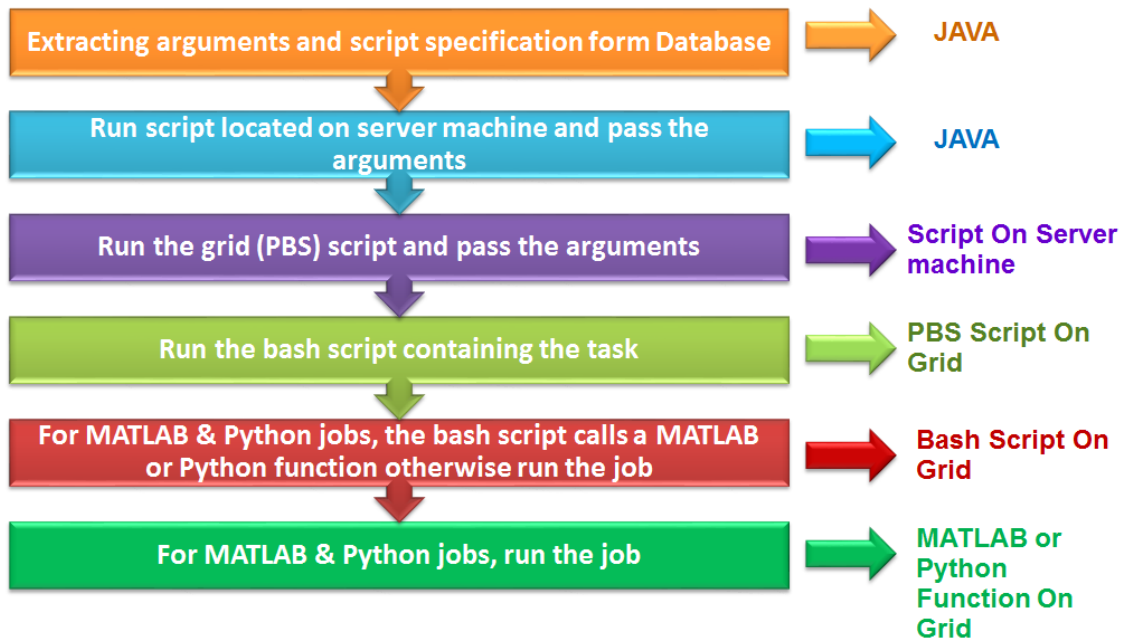 Extracting arguments and script specification form Database
JAVA
Run script located on server machine and pass the
arguments
JAVA
Run the grid (PBS) script and pass the arguments
Script On Server
machine
Run the bash script containing the task
PBS Script On
Grid
For MATLAB & Python jobs, the bash script calls a MATLAB
or Python function otherwise run the job
Bash Script On
Grid
For MATLAB & Python jobs, run the job
MATLAB or
Python
Function On
Grid